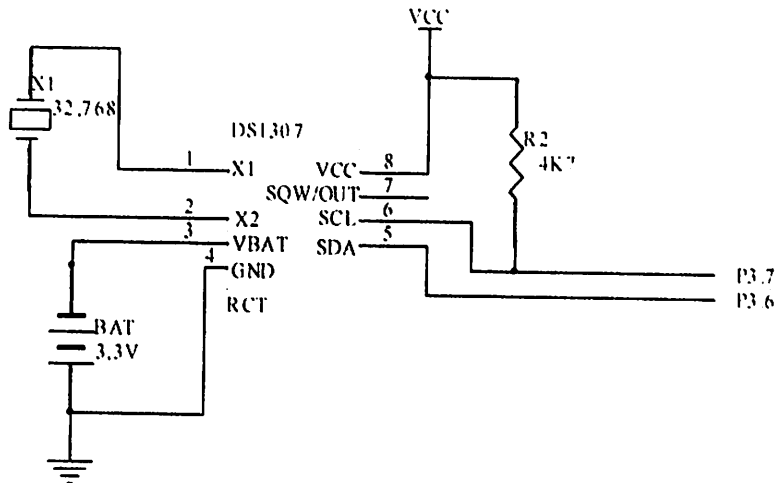 VCC
X1
32.768
DS1307
R2
1
X1
VCC
8
SQW/OUT
7
2
X2
SCL
6
3
VBAT
SDA
5
4
GND
P3.7
RCT
P3.6
BAT
3.3V